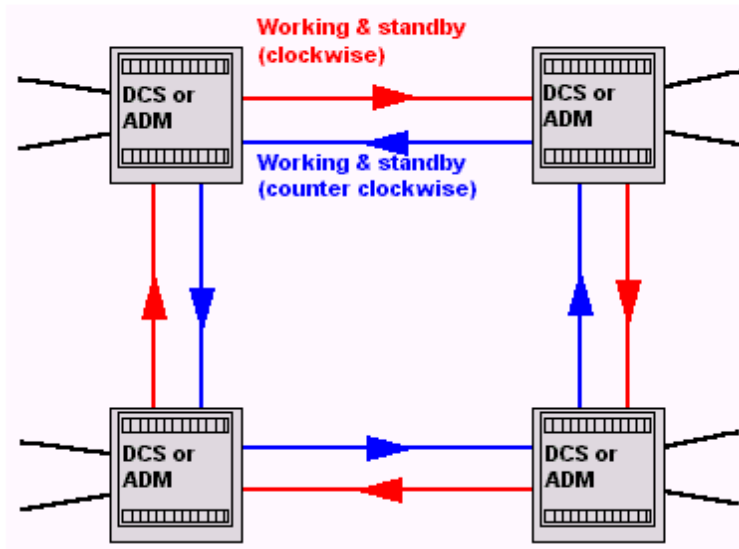 Working & standby
(clockwise)
DCS or
ADM
DCS or
ADM
Working & standby
(counter clockwise)
DCS or
ADM
DCS or
ADM